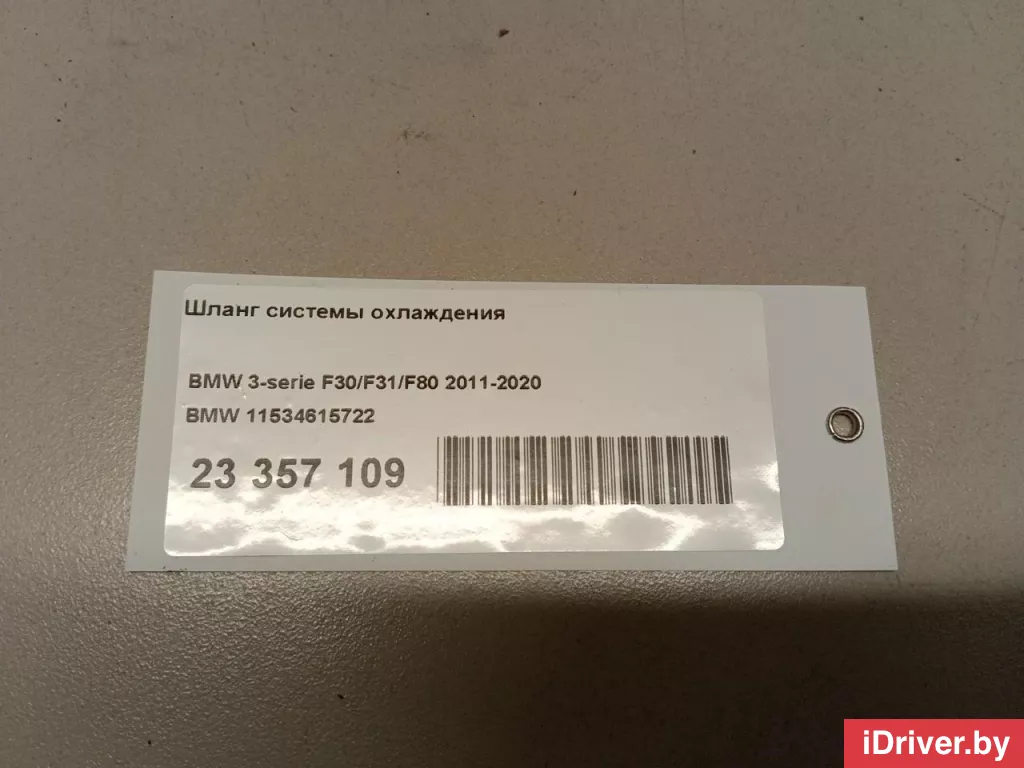 Шланг системы охлаждения
BMW 3-serie F30/F31/F80 2011-2020
BMW 11534615722
23 357 109
iDriver.by